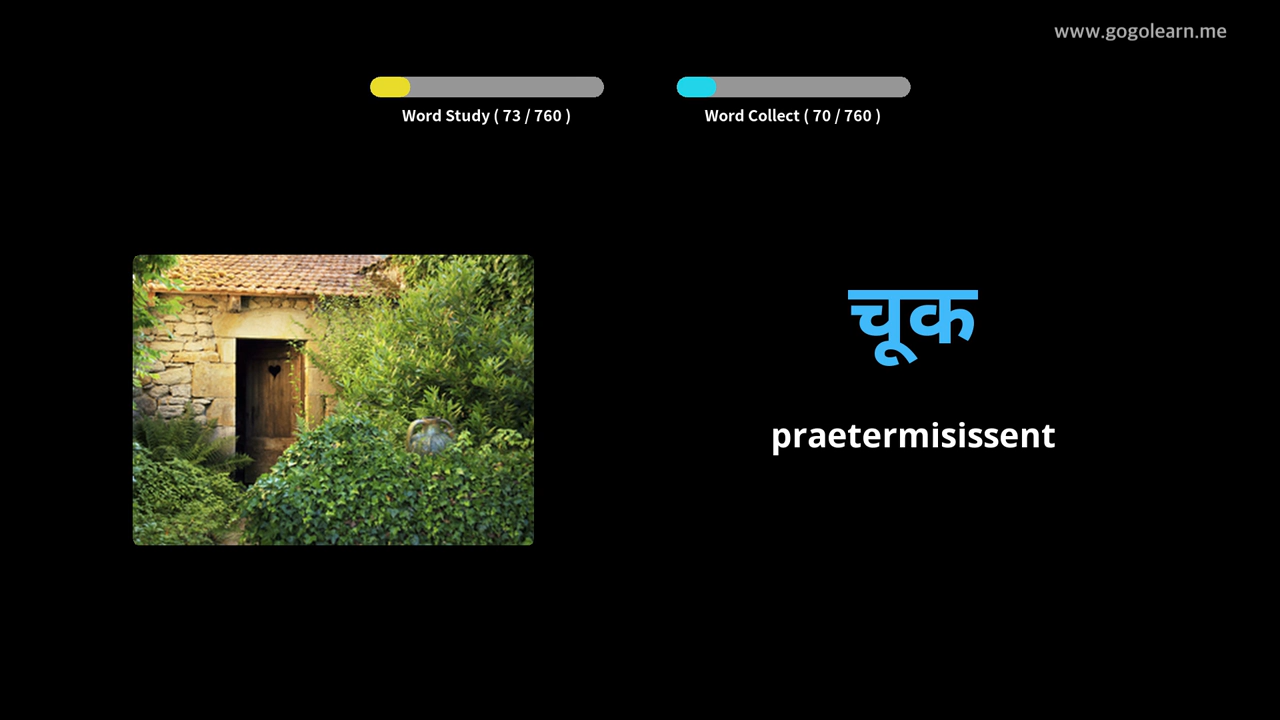 www.gogolearn.me
Word Study ( 73 / 760 )
Word Collect ( 70 / 760 )
चूक
praetermisissent